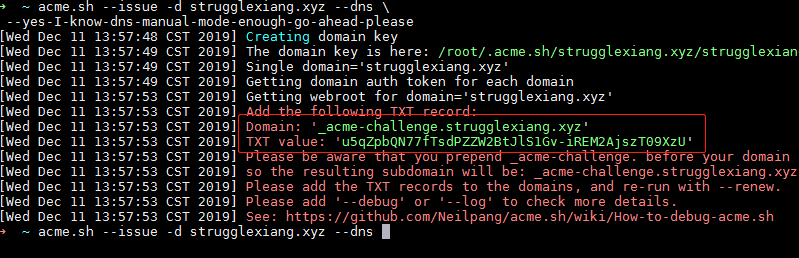 ➜  ~ acme.sh --issue -d strugglexiang.xyz --dns \
 --yes-I-know-dns-manual-mode-enough-go-ahead-please
[Wed Dec 11 13:57:48 CST 2019] Creating domain key
[Wed Dec 11 13:57:49 CST 2019] The domain key is here: /root/.acme.sh/strugglexiang.xyz/strugglexian
[Wed Dec 11 13:57:49 CST 2019] Single domain='strugglexiang.xyz'
[Wed Dec 11 13:57:49 CST 2019] Getting domain auth token for each domain
[Wed Dec 11 13:57:53 CST 2019] Getting webroot for domain='strugglexiang.xyz'
[Wed Dec 11 13:57:53 CST 2019] Add the following TXT record:
[Wed Dec 11 13:57:53 CST 2019] Domain: '_acme-challenge.strugglexiang.xyz'
[Wed Dec 11 13:57:53 CST 2019] TXT value: 'u5qZpbQN77fTsdPZZW2BtJlS1Gv-iREM2AjszT09XzU'
[Wed Dec 11 13:57:53 CST 2019] Please be aware that you prepend _acme-challenge. before your domain
[Wed Dec 11 13:57:53 CST 2019] so the resulting subdomain will be: _acme-challenge.strugglexiang.xyz
[Wed Dec 11 13:57:53 CST 2019] Please add the TXT records to the domains, and re-run with --renew.
[Wed Dec 11 13:57:53 CST 2019] Please add '--debug' or '--log' to check more details.
[Wed Dec 11 13:57:53 CST 2019] See: https://github.com/Neilpang/acme.sh/wiki/How-to-debug-acme.sh
➜  ~ acme.sh --issue -d strugglexiang.xyz --dns